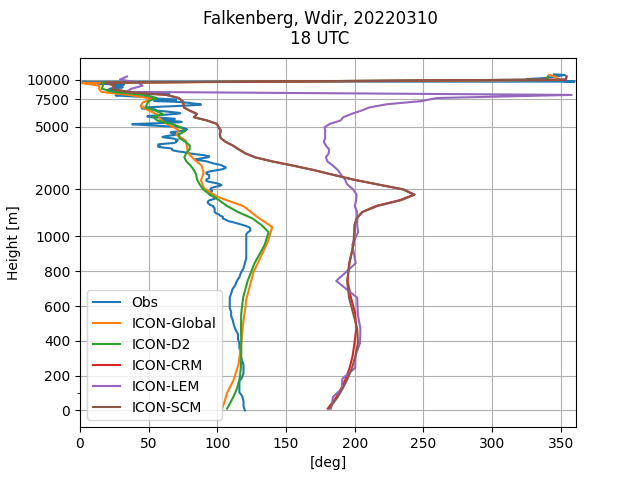 Falkenberg, Wdir, 20220310
18 UTC
Height [m]
10000
7500
5000
2000
1000
800
600
400
200
0
Obs
ICON-Global
ICON-D2
ICON-CRM
ICON-LEM
ICON-SCM
0 50 100 150 200 250 300 350
[deg]